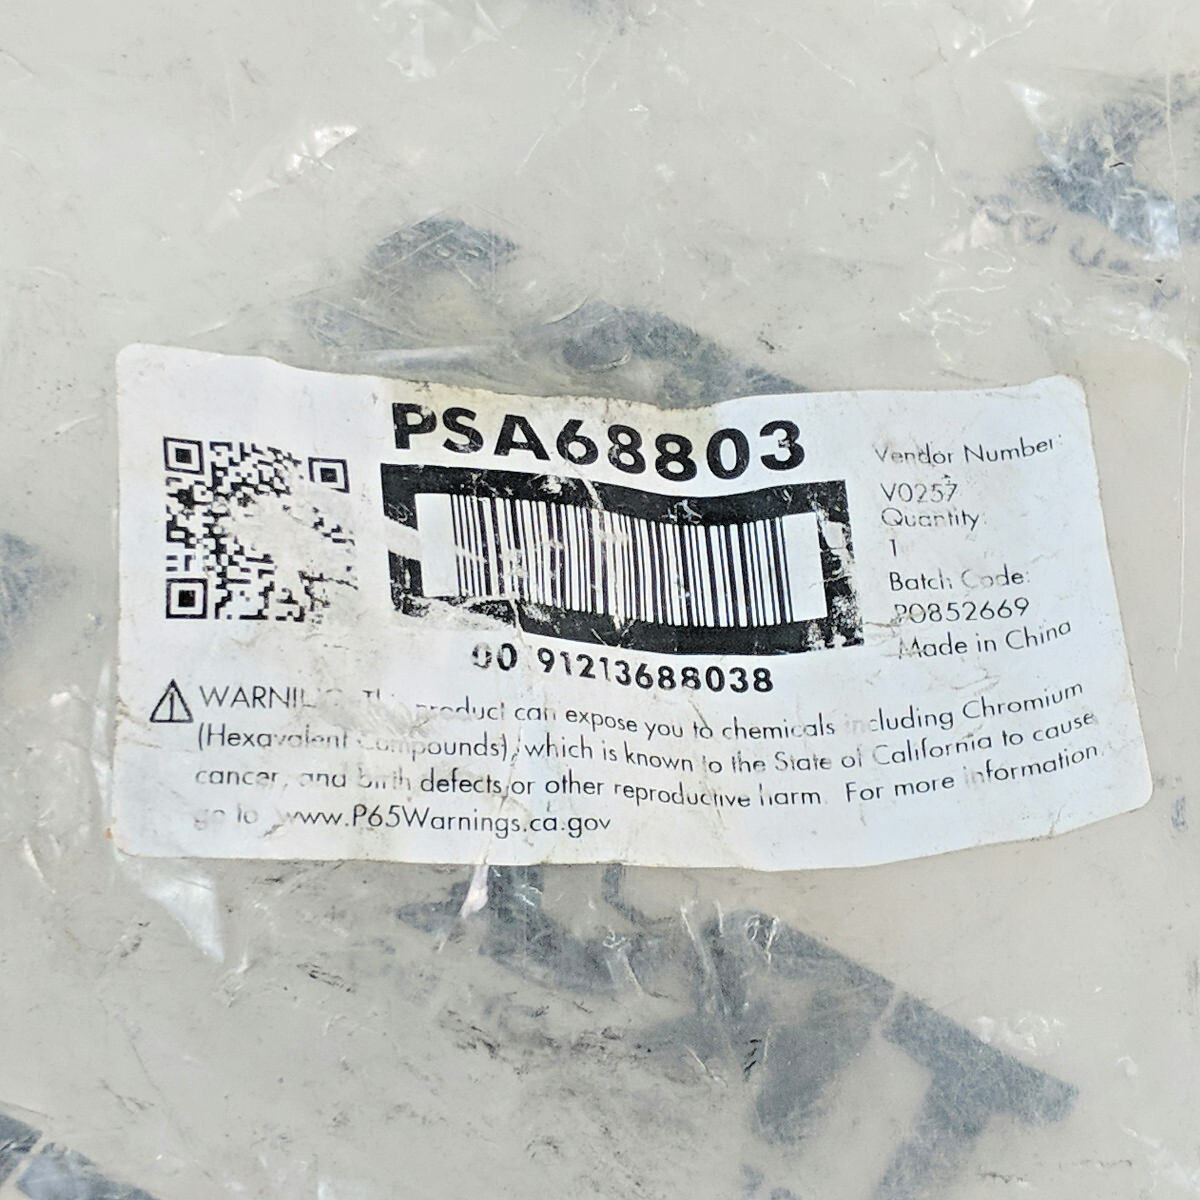 PSA68803
00 91213688038
Vendor Number:
V0257
Quantity:
1
Batch Code:
P0852669
Made in China
WARNING: This product can expose you to chemicals including Chromium
(Hexavalent Compounds), which is known to the State of California to cause
cancer, and birth defects or other reproductive harm. For more information,
go to www.P65Warnings.ca.gov